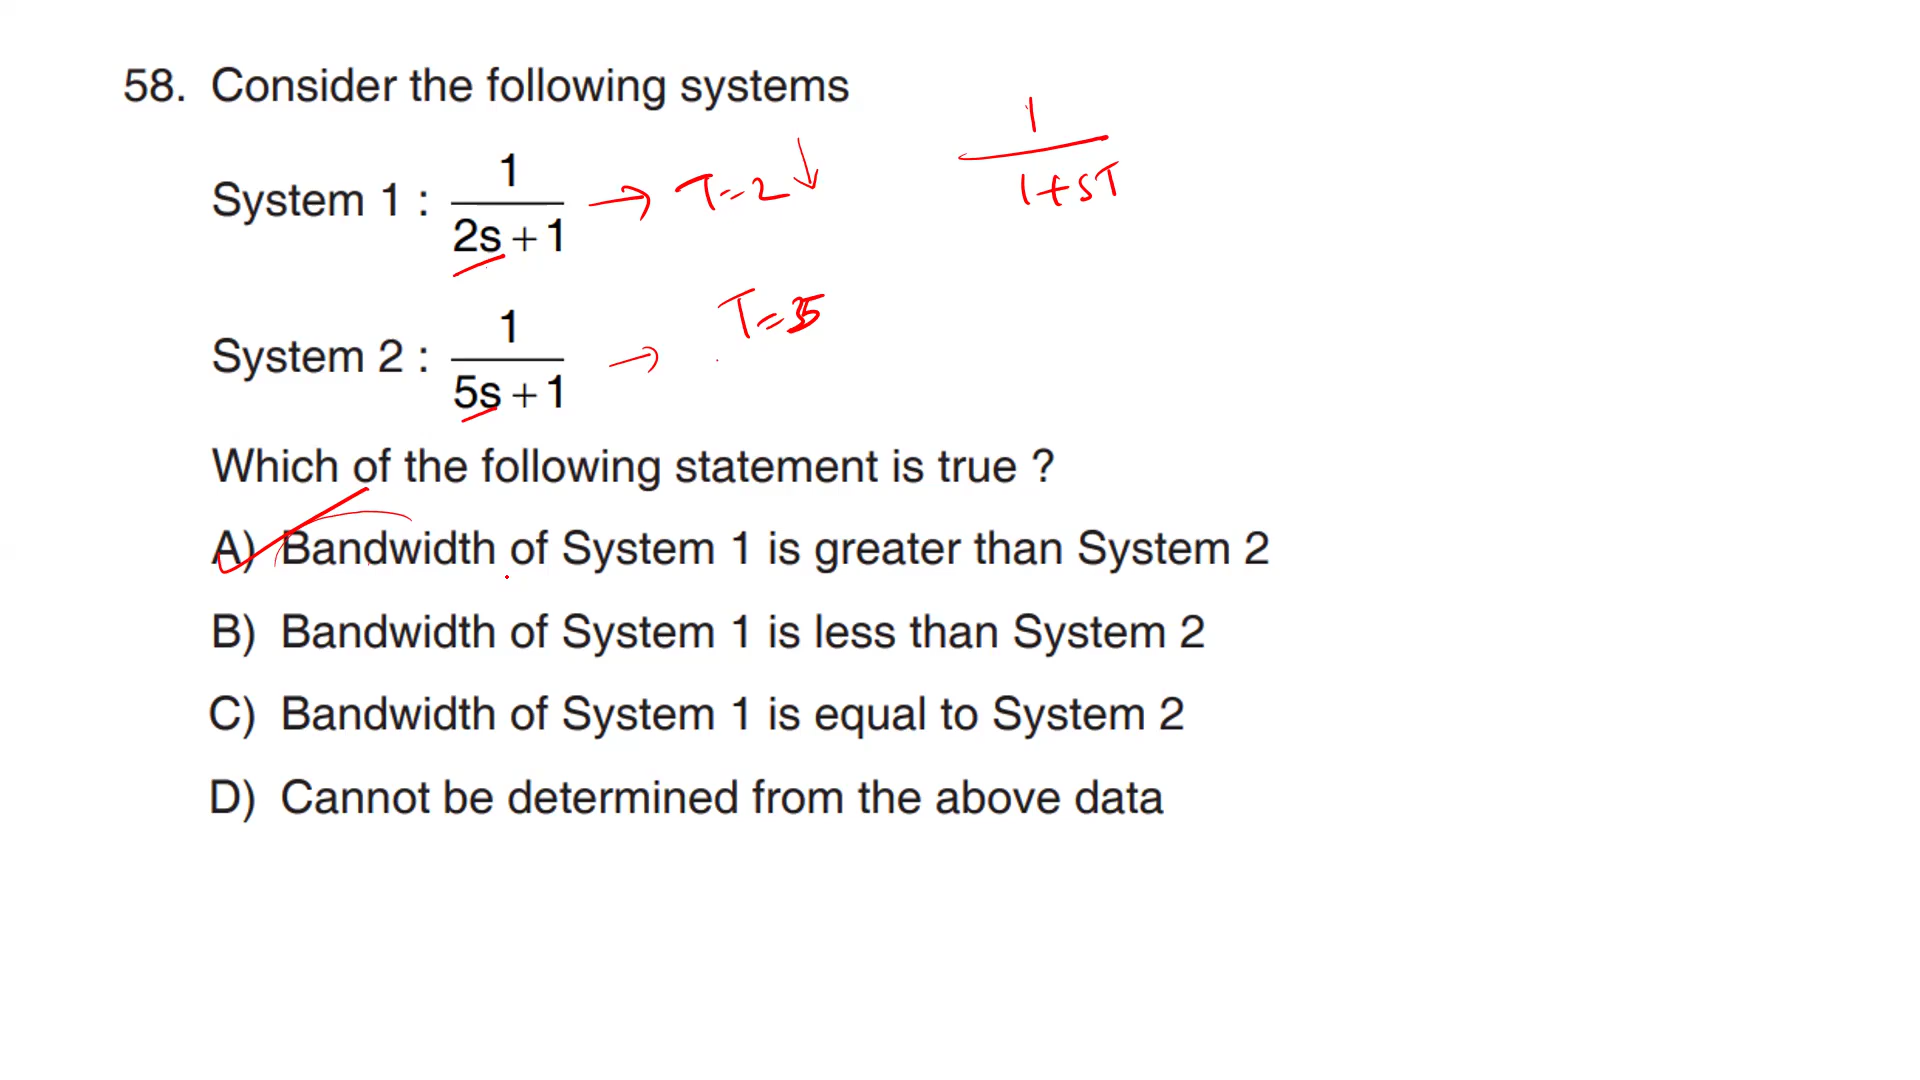 58. Consider the following systems
System 1 : 1/(2s + 1) → T = 2 ↓
1/(1+sT)
System 2 : 1/(5s + 1) → T = 5
Which of the following statement is true ?
A) Bandwidth of System 1 is greater than System 2
B) Bandwidth of System 1 is less than System 2
C) Bandwidth of System 1 is equal to System 2
D) Cannot be determined from the above data